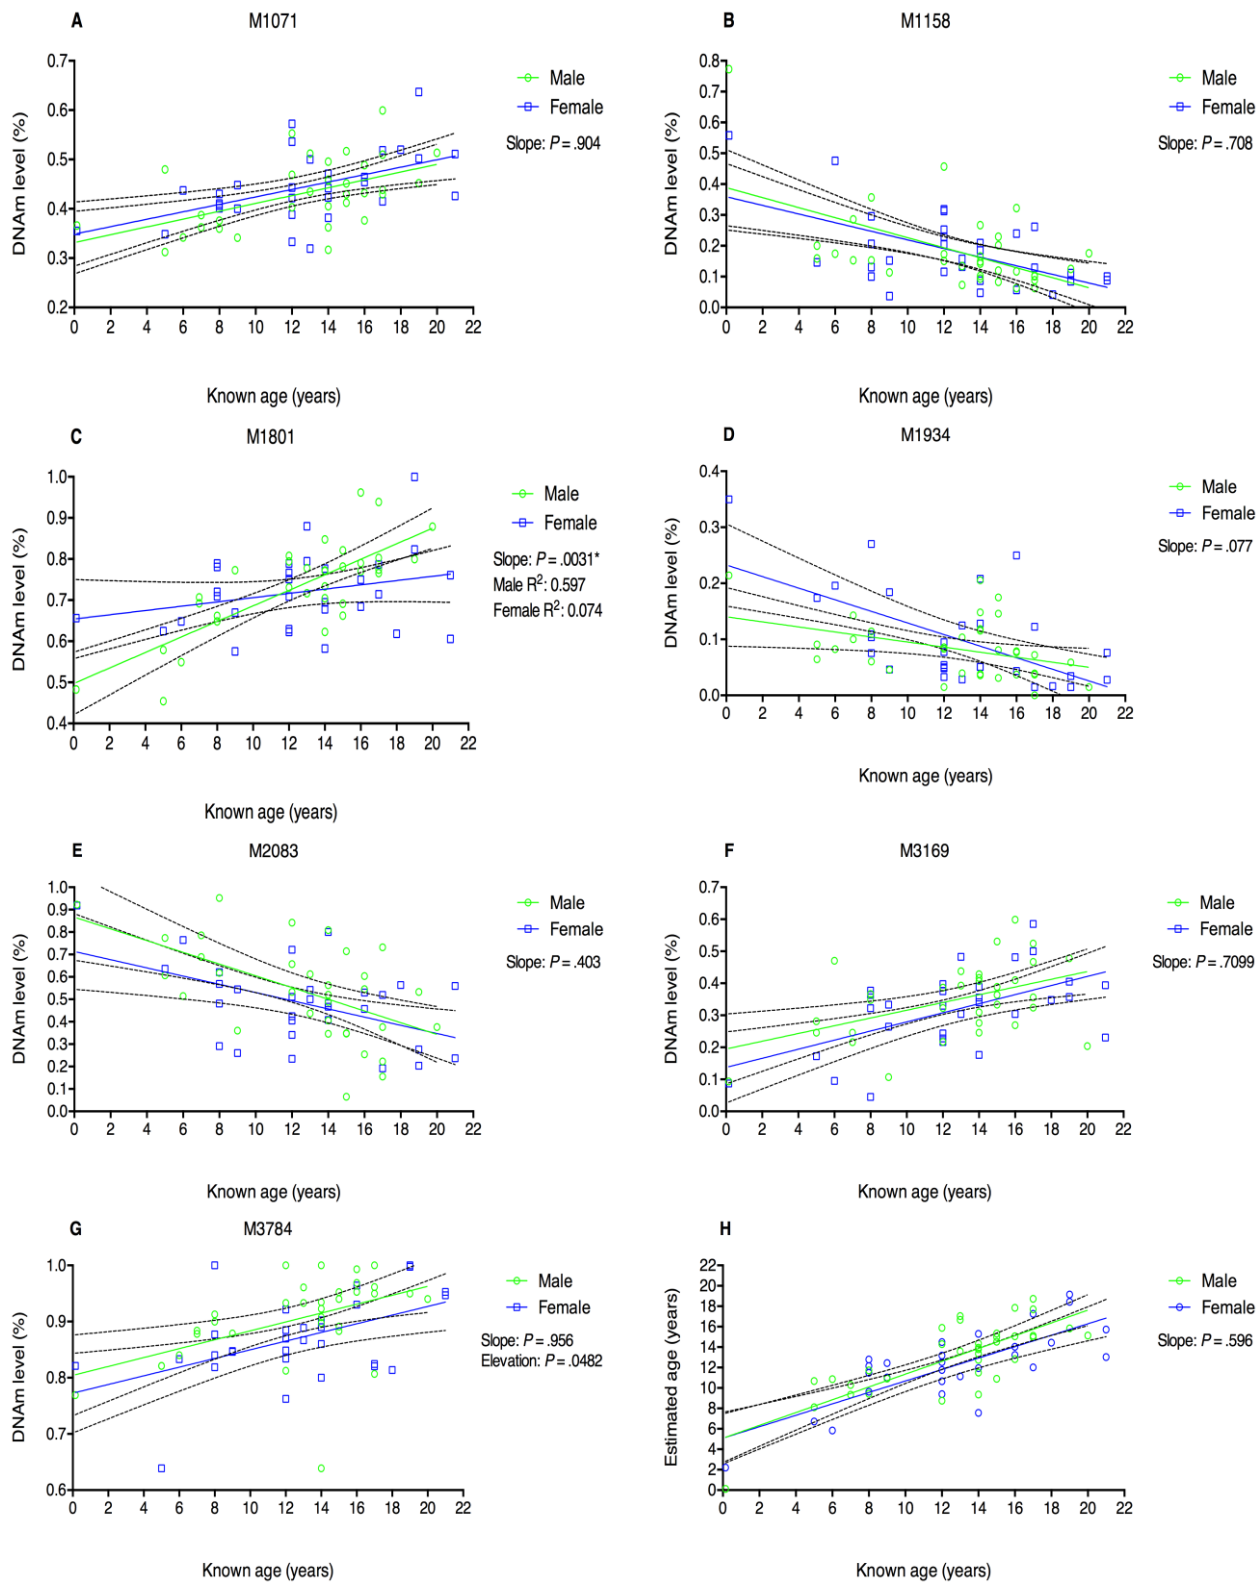 A M1071
0.7
0.6
0.5
0.4
0.3
0.2
DNAm level (%)
0 2 4 6 8 10 12 14 16 18 20 22
Known age (years)
Male
Female
Slope: P = .904
B M1158
0.8
0.7
0.6
0.5
0.4
0.3
0.2
0.1
0.0
DNAm level (%)
0 2 4 6 8 10 12 14 16 18 20 22
Known age (years)
Male
Female
Slope: P = .708
C M1801
1.0
0.9
0.8
0.7
0.6
0.5
0.4
DNAm level (%)
0 2 4 6 8 10 12 14 16 18 20 22
Known age (years)
Male
Female
Slope: P = .0031*
Male R²: 0.597
Female R²: 0.074
D M1934
0.4
0.3
0.2
0.1
0.0
DNAm level (%)
0 2 4 6 8 10 12 14 16 18 20 22
Known age (years)
Male
Female
Slope: P = .077
E M2083
1.0
0.9
0.8
0.7
0.6
0.5
0.4
0.3
0.2
0.1
0.0
DNAm level (%)
0 2 4 6 8 10 12 14 16 18 20 22
Known age (years)
Male
Female
Slope: P = .403
F M3169
0.7
0.6
0.5
0.4
0.3
0.2
0.1
0.0
DNAm level (%)
0 2 4 6 8 10 12 14 16 18 20 22
Known age (years)
Male
Female
Slope: P = .7099
G M3784
1.0
0.9
0.8
0.7
0.6
DNAm level (%)
0 2 4 6 8 10 12 14 16 18 20 22
Known age (years)
Male
Female
Slope: P = .956
Elevation: P = .0482
H
22
20
18
16
14
12
10
8
6
4
2
0
Estimated age (years)
0 2 4 6 8 10 12 14 16 18 20 22
Known age (years)
Male
Female
Slope: P = .596